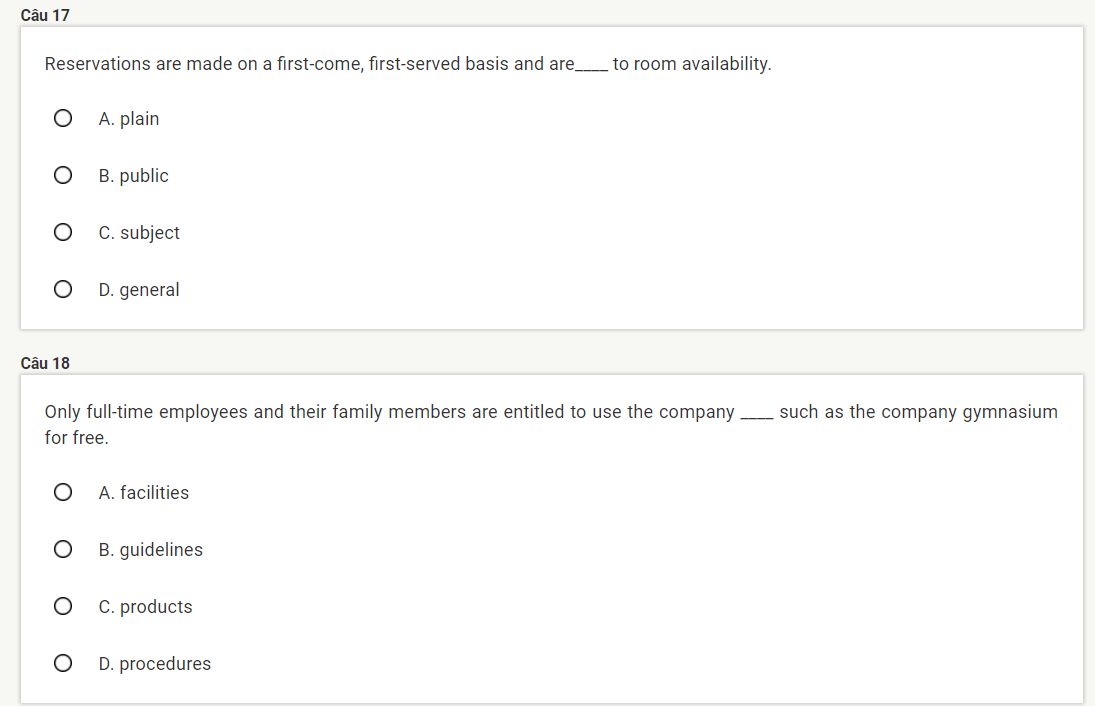 Câu 17
Reservations are made on a first-come, first-served basis and are____ to room availability.
A. plain
B. public
C. subject
D. general
Câu 18
Only full-time employees and their family members are entitled to use the company ____ such as the company gymnasium
for free.
A. facilities
B. guidelines
C. products
D. procedures